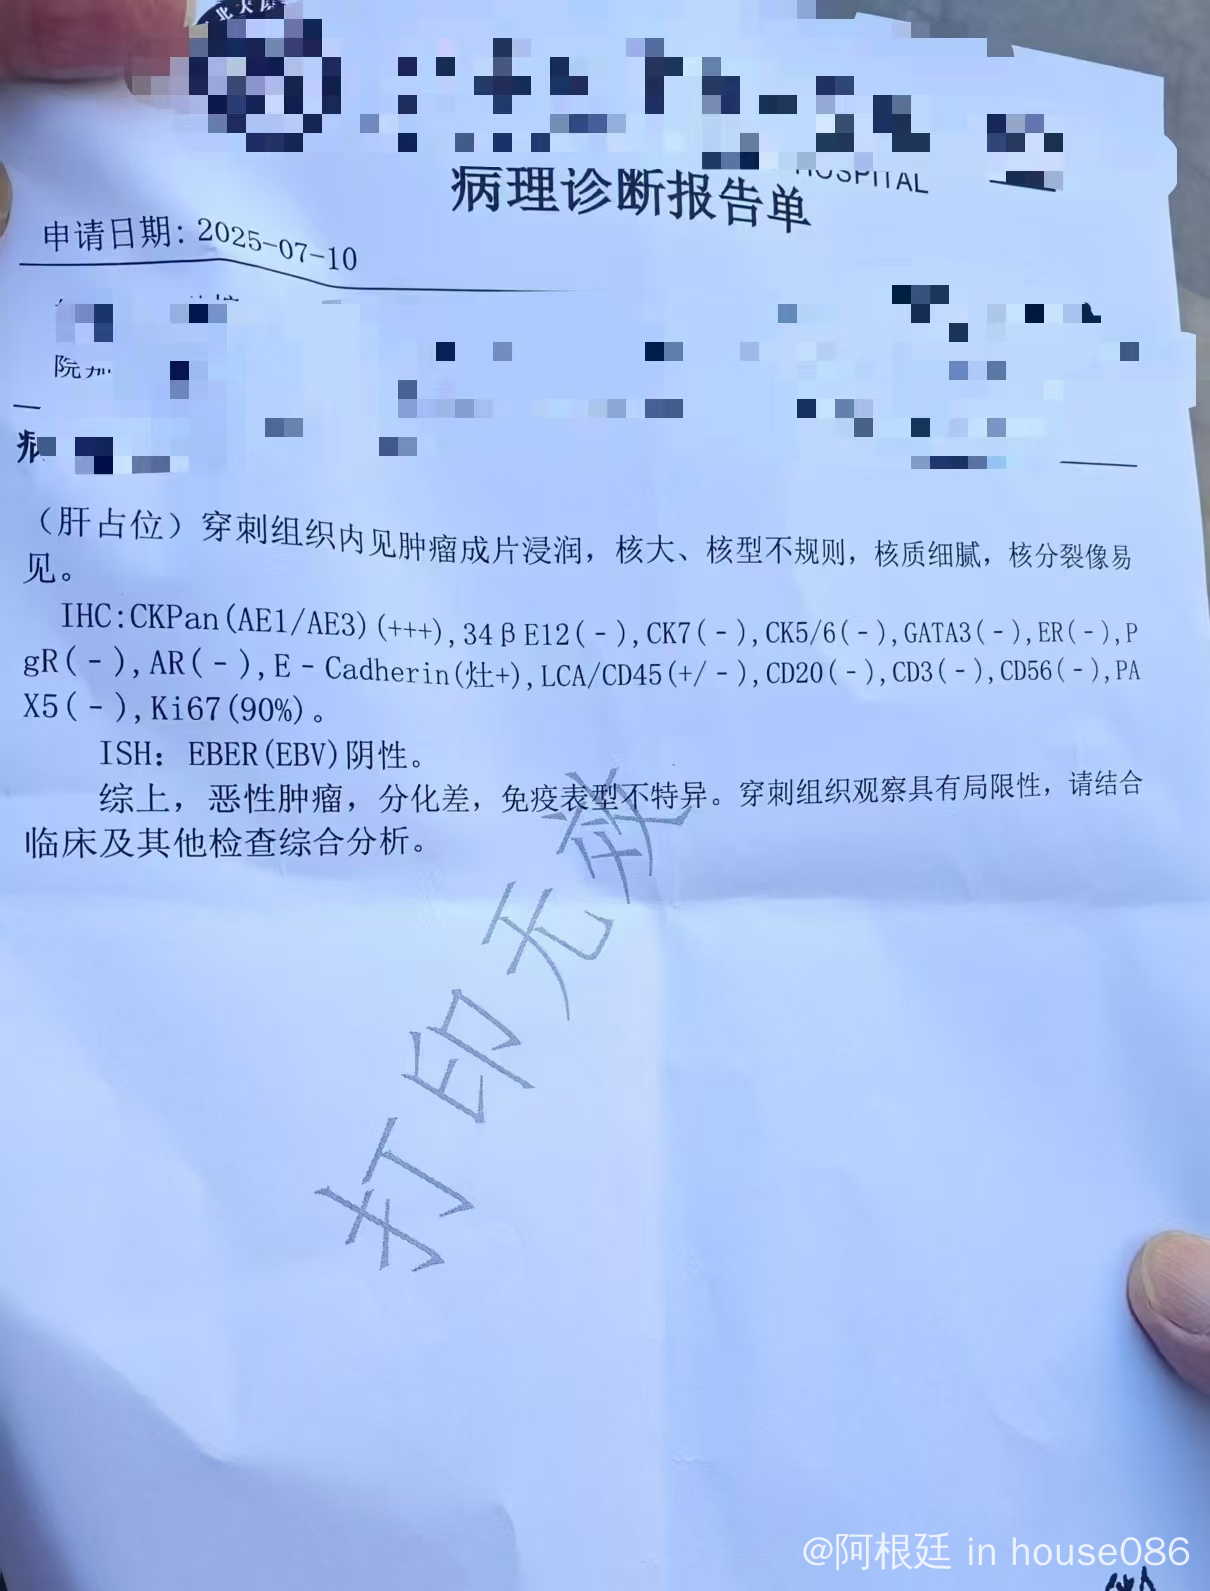 北大
HOSPITAL
病理诊断报告单
申请日期: 2025-07-10
院
病
（肝占位）穿刺组织内见肿瘤成片浸润，核大、核型不规则，核质细腻，核分裂像易
见。
IHC:CKPan(AE1/AE3)(+++),34βE12(-),CK7(-),CK5/6(-),GATA3(-),ER(-),P
gR(-),AR(-),E-Cadherin(灶+),LCA/CD45(+/-),CD20(-),CD3(-),CD56(-),PA
X5(-),Ki67(90%)。
ISH: EBER(EBV)阴性。
综上，恶性肿瘤，分化差，免疫表型不特异。穿刺组织观察具有局限性，请结合
临床及其他检查综合分析。
打印无效
@阿根廷 in house086